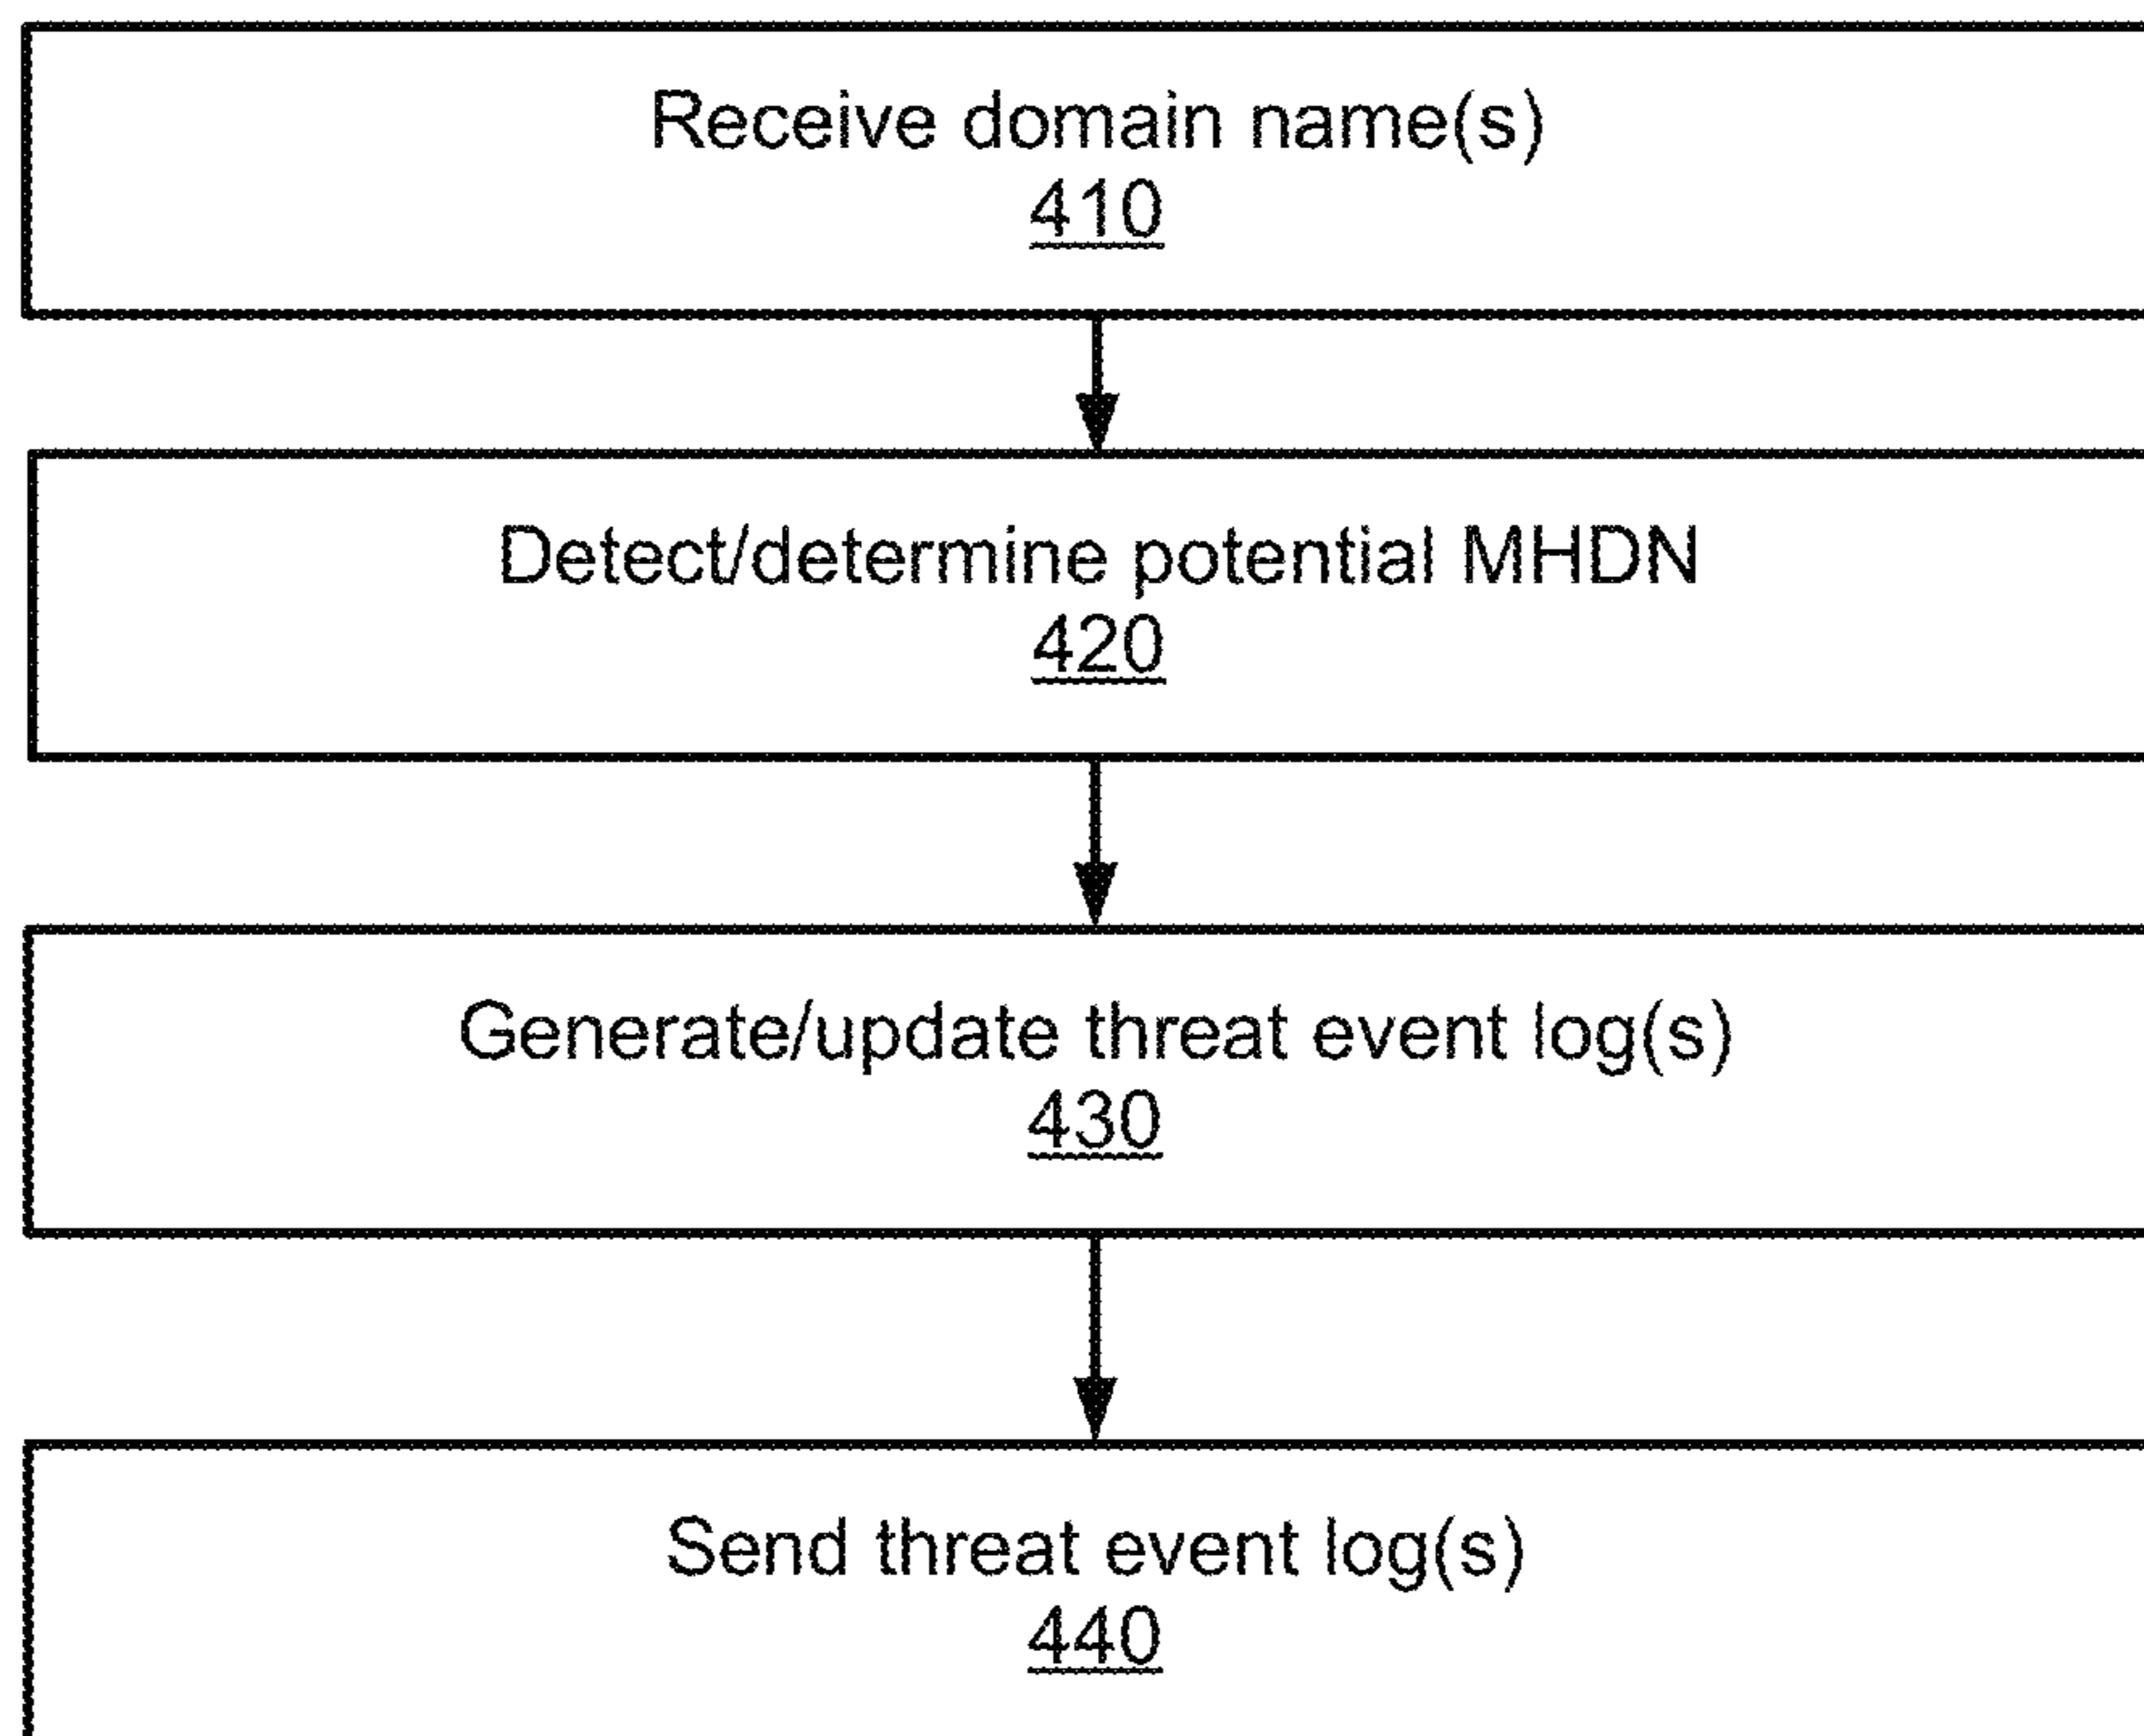 Receive domain name(s)
410
Detect/determine potential MHDN
420
Generate/update threat event log(s)
430
Send threat event log(s)
440